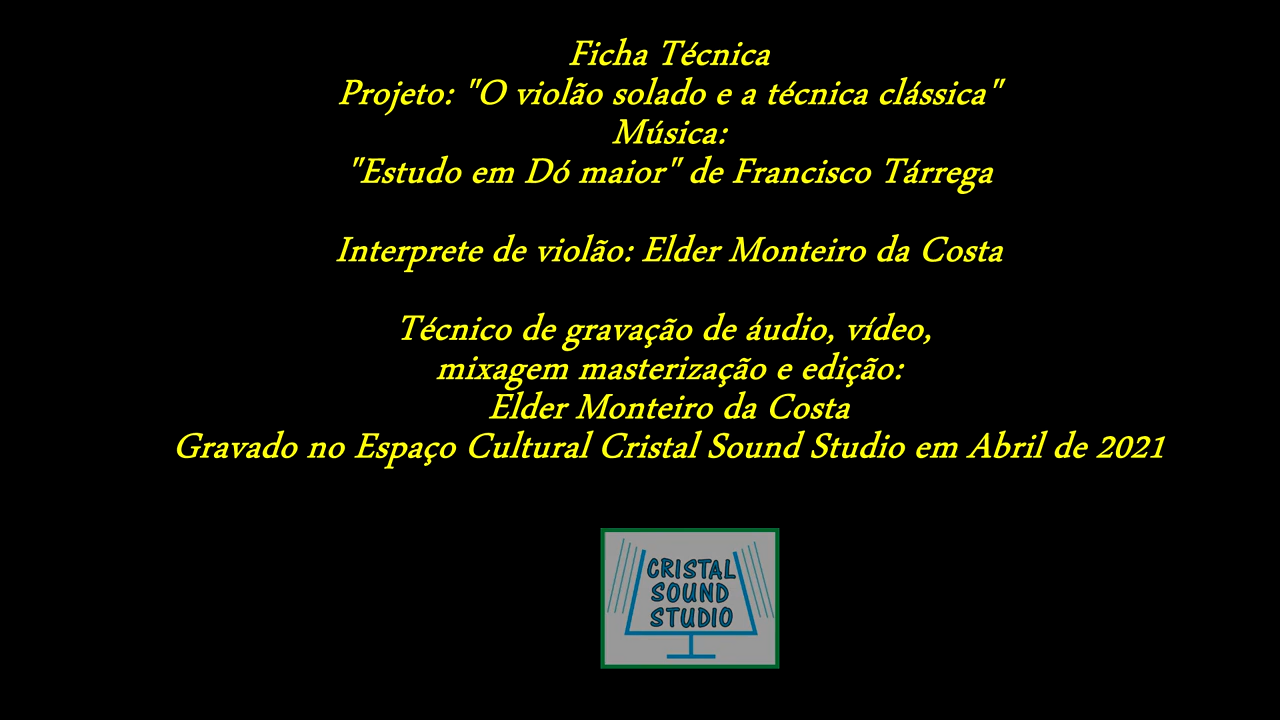 Ficha Técnica
Projeto: "O violão solado e a técnica clássica"
Música:
"Estudo em Dó maior" de Francisco Tárrega
Interprete de violão: Elder Monteiro da Costa
Técnico de gravação de áudio, vídeo,
mixagem masterização e edição:
Elder Monteiro da Costa
Gravado no Espaço Cultural Cristal Sound Studio em Abril de 2021
CRISTAL
SOUND
STUDIO